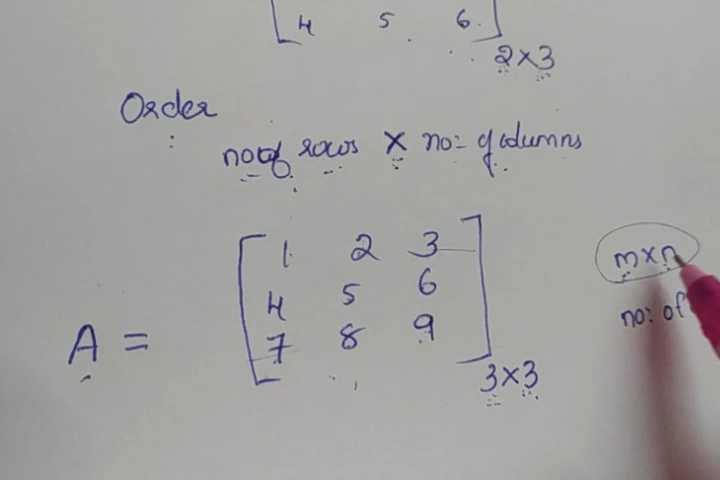 4 5 6
2×3
Order
no of rows × no= of columns
1 2 3
4 5 6
A =
7 8 9
3×3
m×n
no: of